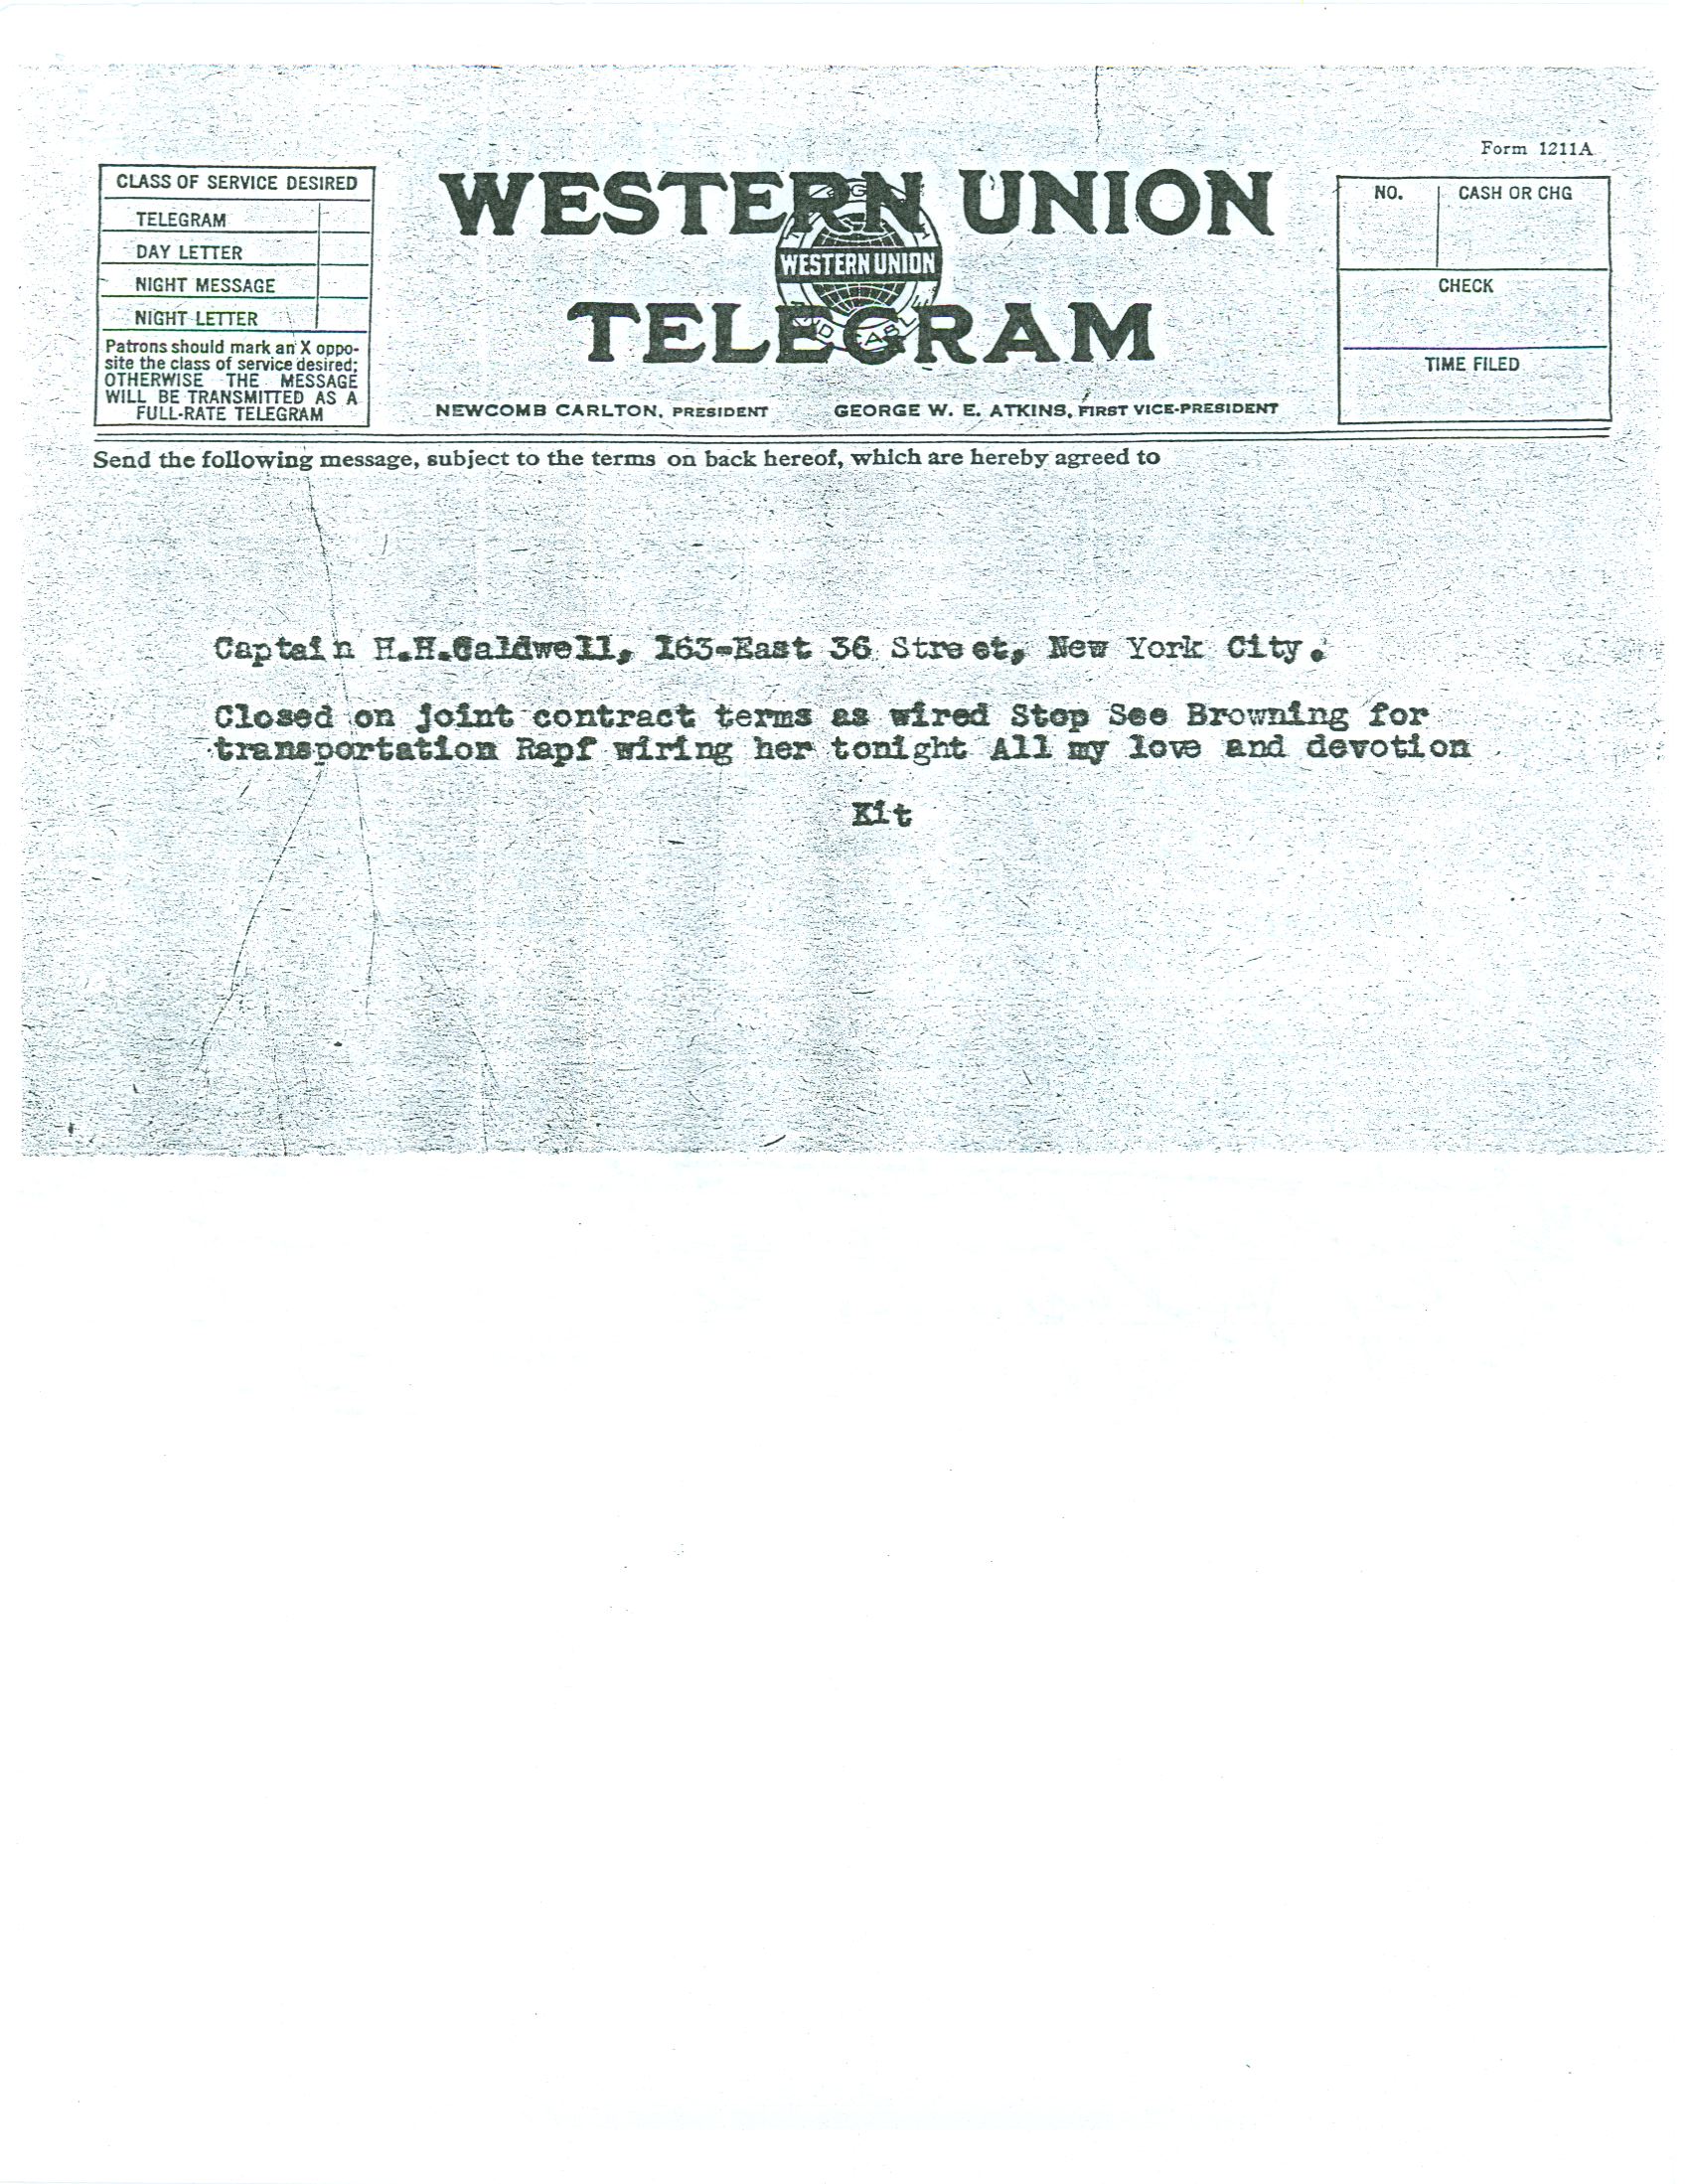 Form 1211A
CLASS OF SERVICE DESIRED
TELEGRAM
DAY LETTER
NIGHT MESSAGE
NIGHT LETTER
Patrons should mark an X oppo-
site the class of service desired;
OTHERWISE THE MESSAGE
WILL BE TRANSMITTED AS A
FULL-RATE TELEGRAM
WESTERN UNION
WESTERN UNION
TELEGRAM
NEWCOMB CARLTON, PRESIDENT GEORGE W. E. ATKINS, FIRST VICE-PRESIDENT
NO. CASH OR CHG
CHECK
TIME FILED
Send the following message, subject to the terms on back hereof, which are hereby agreed to
Captain H.H.Caldwell, 163-East 36 Street, New York City.
Closed on joint contract terms as wired Stop See Browning for
transportation Rapf wiring her tonight All my love and devotion
Kit